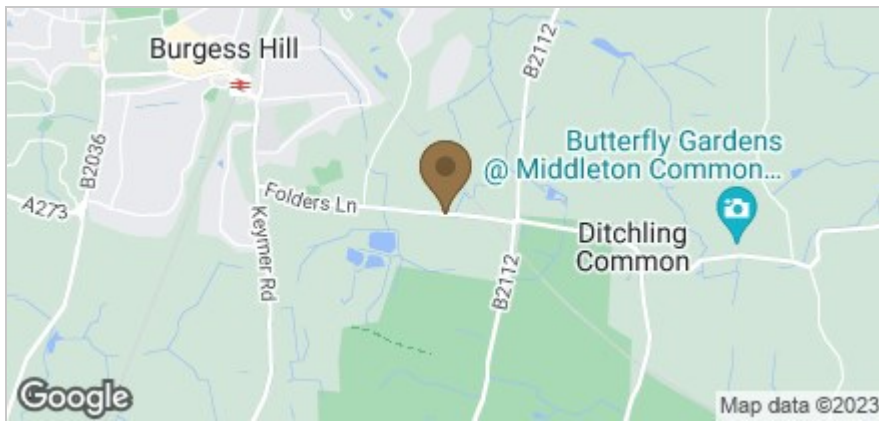 Burgess Hill
B2112
B2036
Butterfly Gardens
@ Middleton Common...
Folders Ln
A273
Keymer Rd
Ditchling
Common
B2112
Google
Map data ©2023